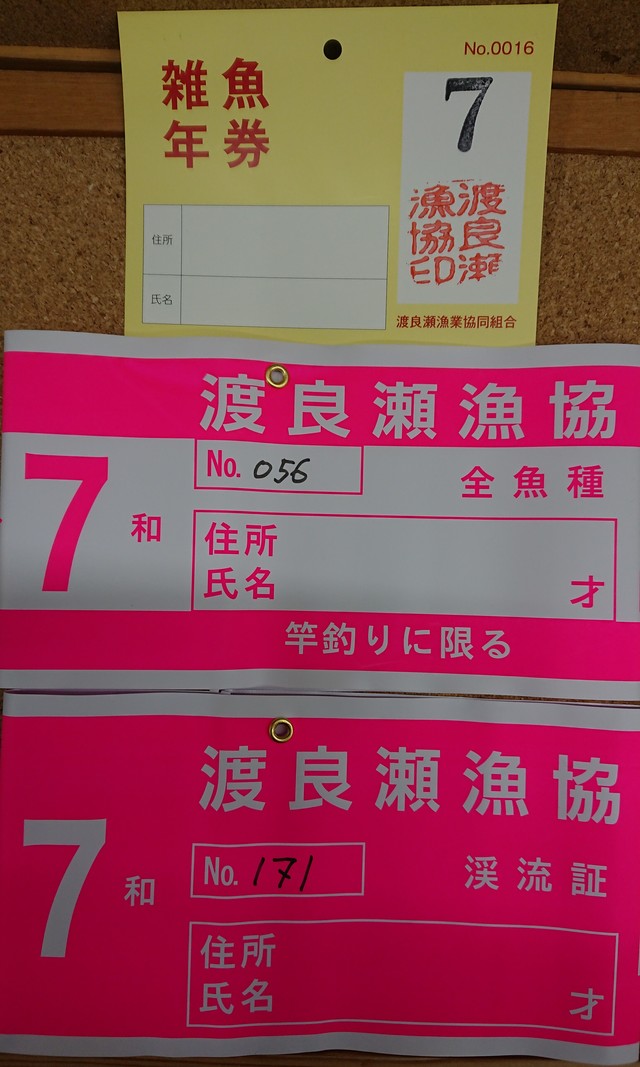 No.0016
雑魚
年券
7
渡良瀬
漁協印
住所
氏名
渡良瀬漁業協同組合
渡良瀬漁協
7
和
No. 056
全魚種
住所
氏名
才
竿釣りに限る
渡良瀬漁協
7
和
No. 171
渓流証
住所
氏名
才